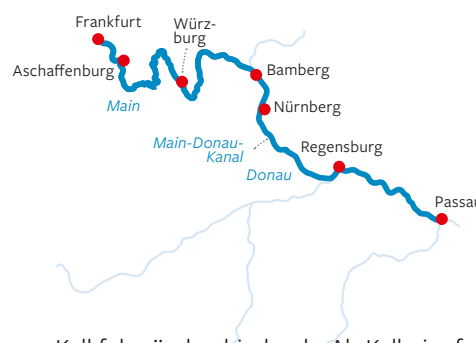 Frankfurt
Würz-
burg
Aschaffenburg
Bamberg
Main
Nürnberg
Main-Donau-
Kanal
Regensburg
Donau
Passau